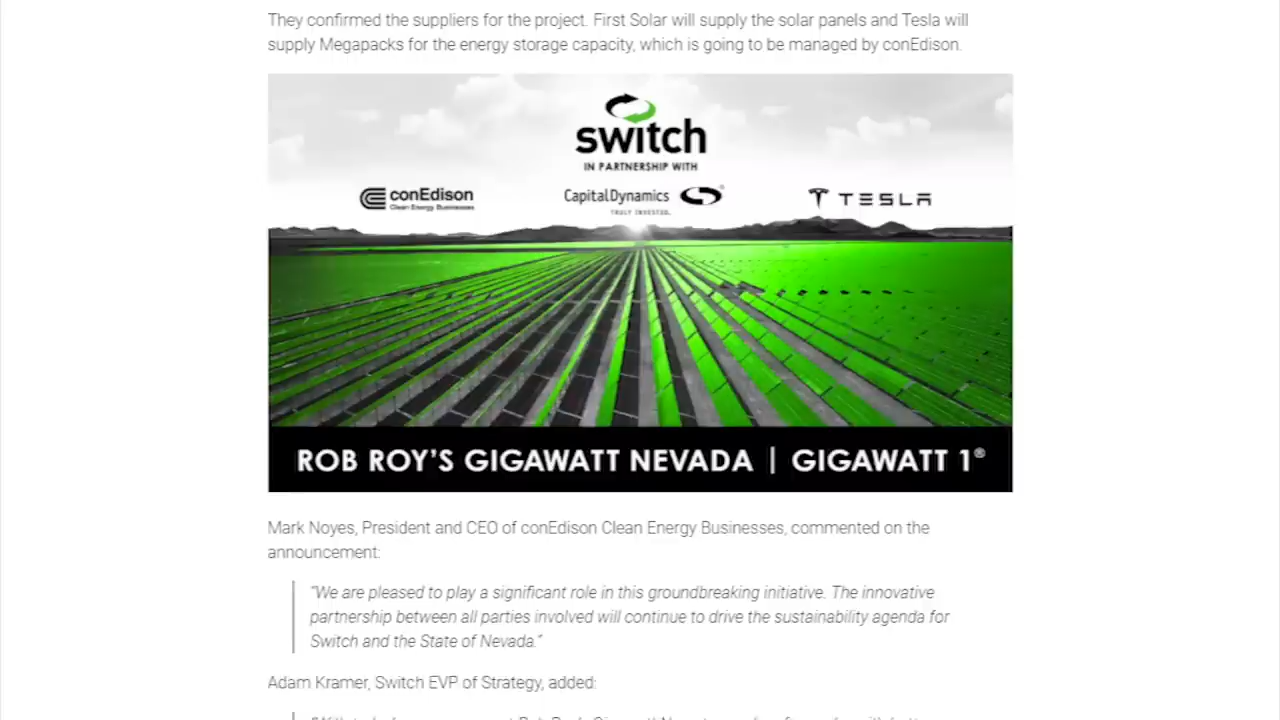 They confirmed the suppliers for the project. First Solar will supply the solar panels and Tesla will
supply Megapacks for the energy storage capacity, which is going to be managed by conEdison.
switch
IN PARTNERSHIP WITH
conEdison
Clean Energy Businesses
CapitalDynamics
TRULY INVESTED.
TESLA
ROB ROY'S GIGAWATT NEVADA | GIGAWATT 1®
Mark Noyes, President and CEO of conEdison Clean Energy Businesses, commented on the
announcement:
"We are pleased to play a significant role in this groundbreaking initiative. The innovative
partnership between all parties involved will continue to drive the sustainability agenda for
Switch and the State of Nevada."
Adam Kramer, Switch EVP of Strategy, added: